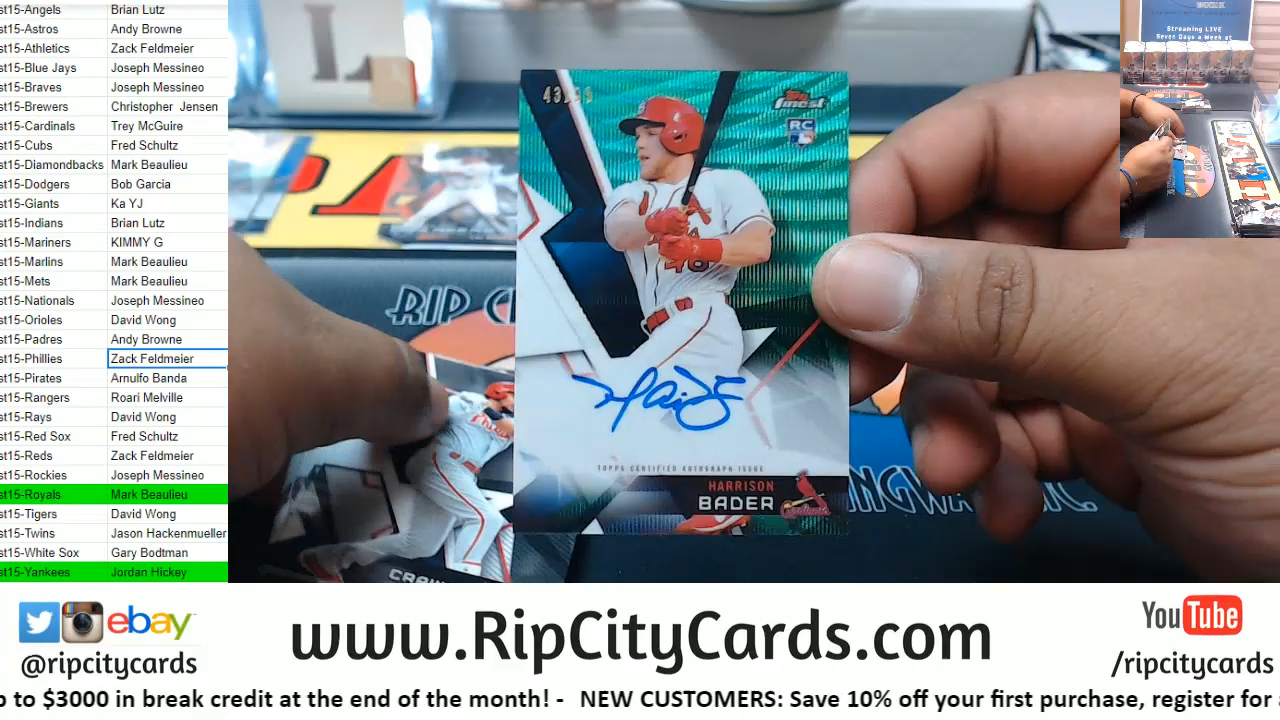 st15-Angels Brian Lutz
st15-Astros Andy Browne
st15-Athletics Zack Feldmeier
st15-Blue Jays Joseph Messineo
st15-Braves Joseph Messineo
st15-Brewers Christopher Jensen
st15-Cardinals Trey McGuire
st15-Cubs Fred Schultz
st15-Diamondbacks Mark Beaulieu
st15-Dodgers Bob Garcia
st15-Giants Ka YJ
st15-Indians Brian Lutz
st15-Mariners KIMMY G
st15-Marlins Mark Beaulieu
st15-Mets Mark Beaulieu
st15-Nationals Joseph Messineo
st15-Orioles David Wong
st15-Padres Andy Browne
st15-Phillies Zack Feldmeier
st15-Pirates Arnulfo Banda
st15-Rangers Roari Melville
st15-Rays David Wong
st15-Red Sox Fred Schultz
st15-Reds Zack Feldmeier
st15-Rockies Joseph Messineo
st15-Royals Mark Beaulieu
st15-Tigers David Wong
st15-Twins Jason Hackenmueller
st15-White Sox Gary Bodtman
st15-Yankees Jordan Hickey
Topps
finest
RC
46
TOPPS CERTIFIED AUTOGRAPH ISSUE
HARRISON
BADER
Cardinals
RIP C
Streaming LIVE
Seven Days a Week at
ebay
@ripcitycards
www.RipCityCards.com
YouTube
/ripcitycards
p to $3000 in break credit at the end of the month! - NEW CUSTOMERS: Save 10% off your first purchase, register for a